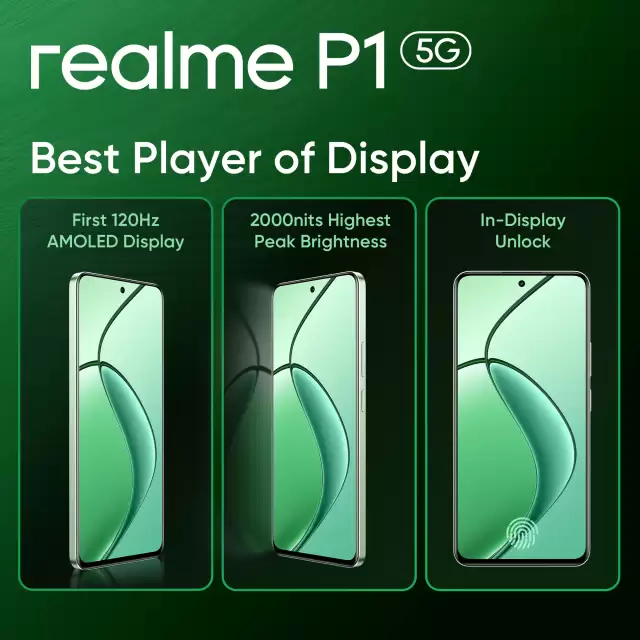 realme P1 5G
Best Player of Display
First 120Hz
AMOLED Display
2000nits Highest
Peak Brightness
In-Display
Unlock